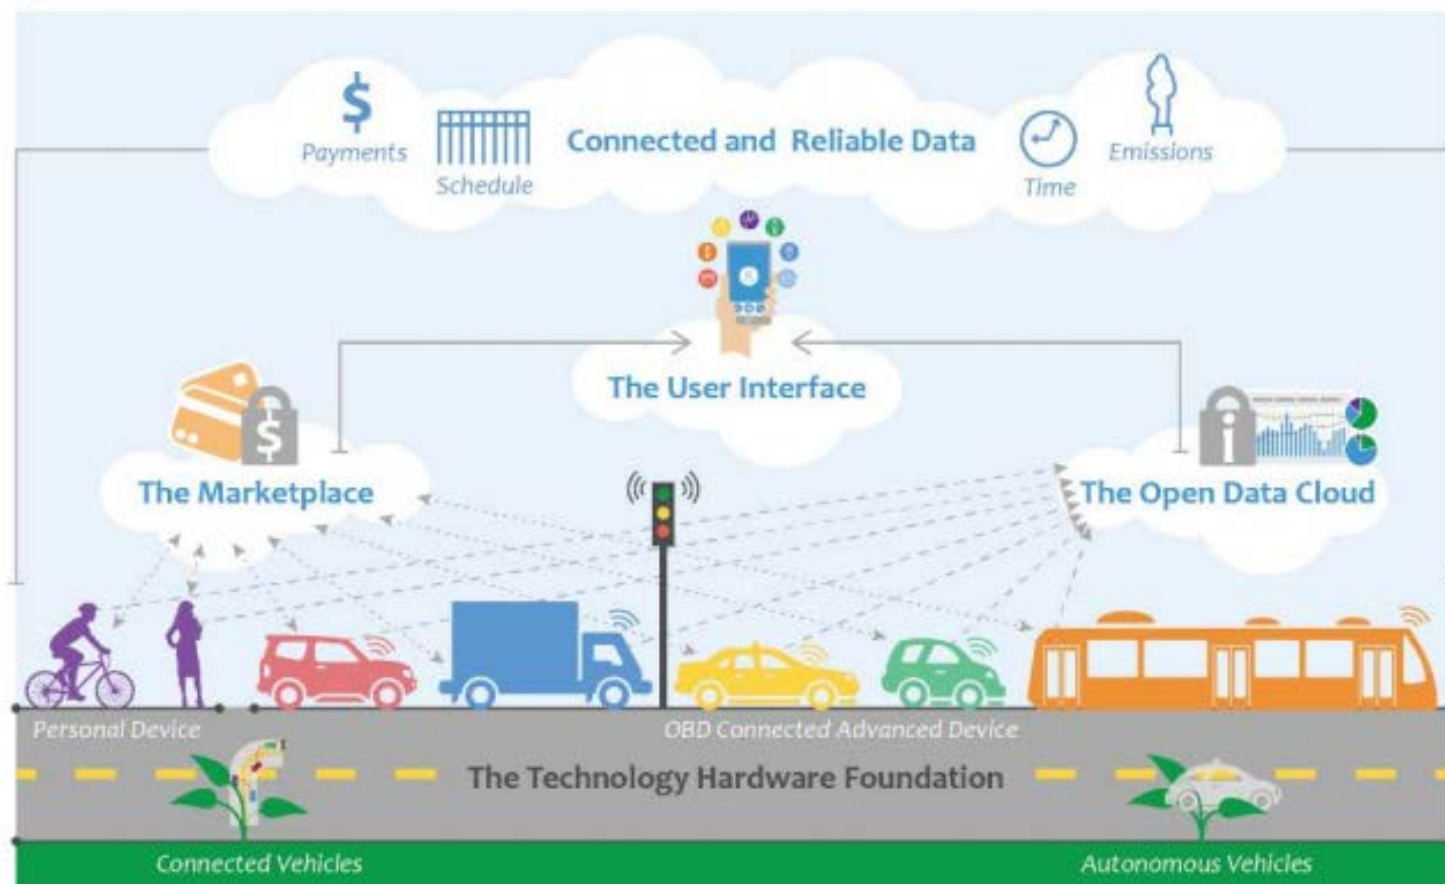 $
Payments
Schedule
Connected and Reliable Data
Time
Emissions
The User Interface
$
The Marketplace
i
The Open Data Cloud
Personal Device
OBD Connected Advanced Device
The Technology Hardware Foundation
Connected Vehicles
Autonomous Vehicles